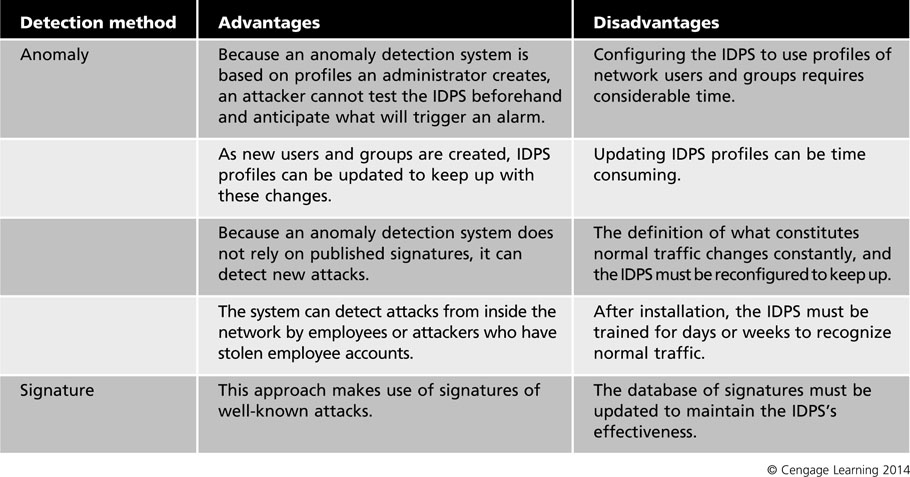 Detection method Advantages Disadvantages
Anomaly
Because an anomaly detection system is
based on profiles an administrator creates,
an attacker cannot test the IDPS beforehand
and anticipate what will trigger an alarm.
Configuring the IDPS to use profiles of
network users and groups requires
considerable time.
As new users and groups are created, IDPS
profiles can be updated to keep up with
these changes.
Updating IDPS profiles can be time
consuming.
Because an anomaly detection system does
not rely on published signatures, it can
detect new attacks.
The definition of what constitutes
normal traffic changes constantly, and
the IDPS must be reconfigured to keep up.
The system can detect attacks from inside the
network by employees or attackers who have
stolen employee accounts.
After installation, the IDPS must be
trained for days or weeks to recognize
normal traffic.
Signature
This approach makes use of signatures of
well-known attacks.
The database of signatures must be
updated to maintain the IDPS’s
effectiveness.
© Cengage Learning 2014